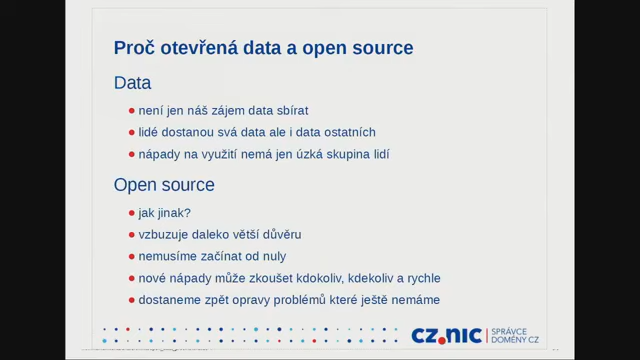 Proč otevřená data a open source
Data
není jen náš zájem data sbírat
lidé dostanou svá data ale i data ostatních
nápady na využití nemá jen úzká skupina lidí
Open source
jak jinak?
vzbuzuje daleko větší důvěru
nemusíme začínat od nuly
nové nápady může zkoušet kdokoliv, kdekoliv a rychle
dostaneme zpět opravy problémů které ještě nemáme
CZ.NIC
SPRÁVCE
DOMÉNY CZ